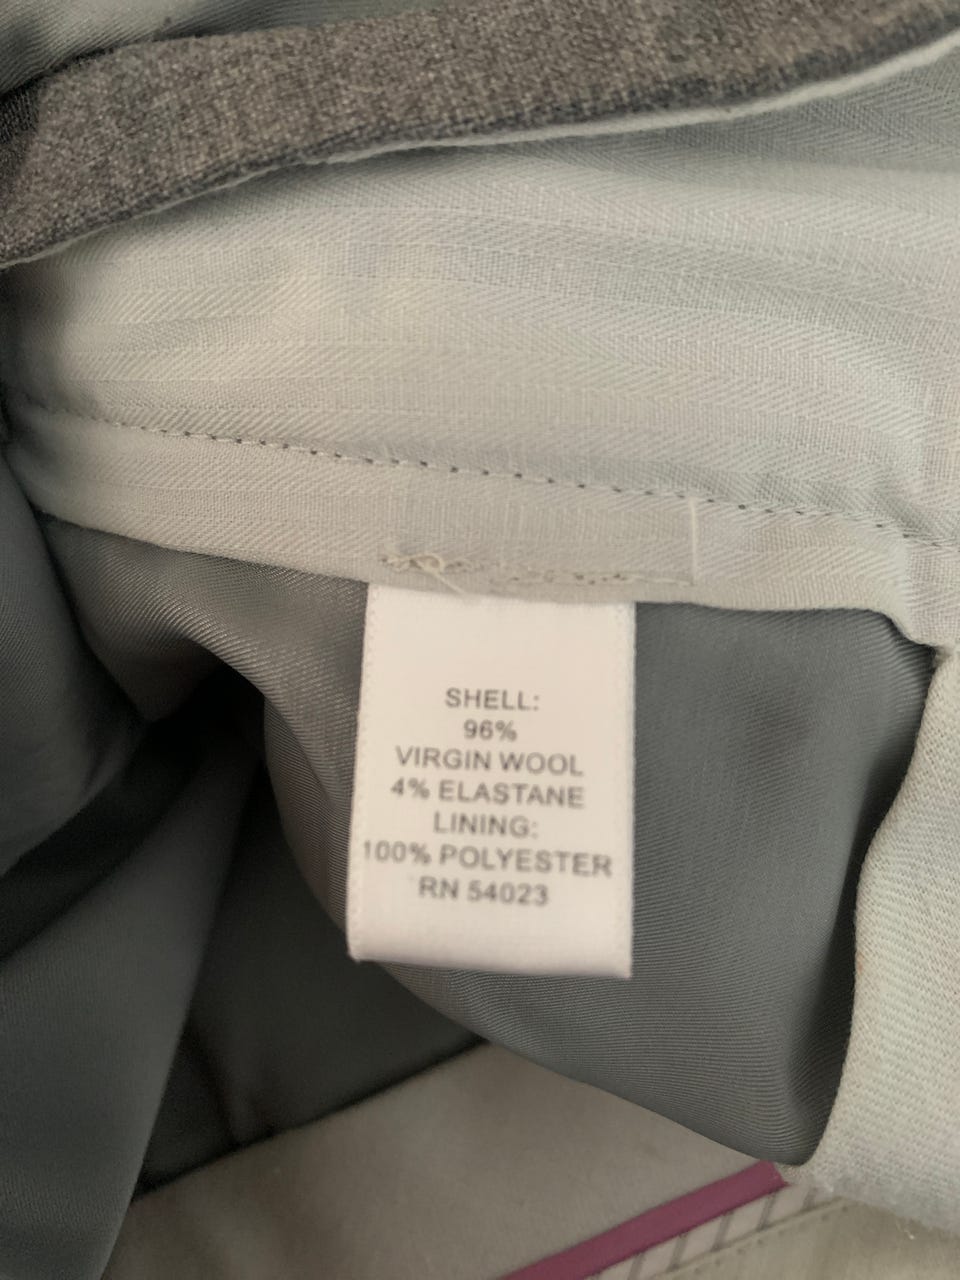 SHELL:
96%
VIRGIN WOOL
4% ELASTANE
LINING:
100% POLYESTER
RN 54023